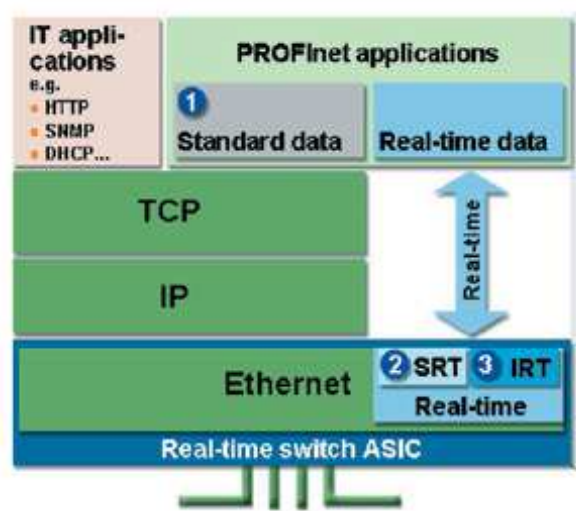 IT appli-
cations
e.g.
HTTP
SNMP
DHCP...
PROFInet applications
1
Standard data
Real-time data
TCP
IP
Real-time
Ethernet
2 SRT 3 IRT
Real-time
Real-time switch ASIC